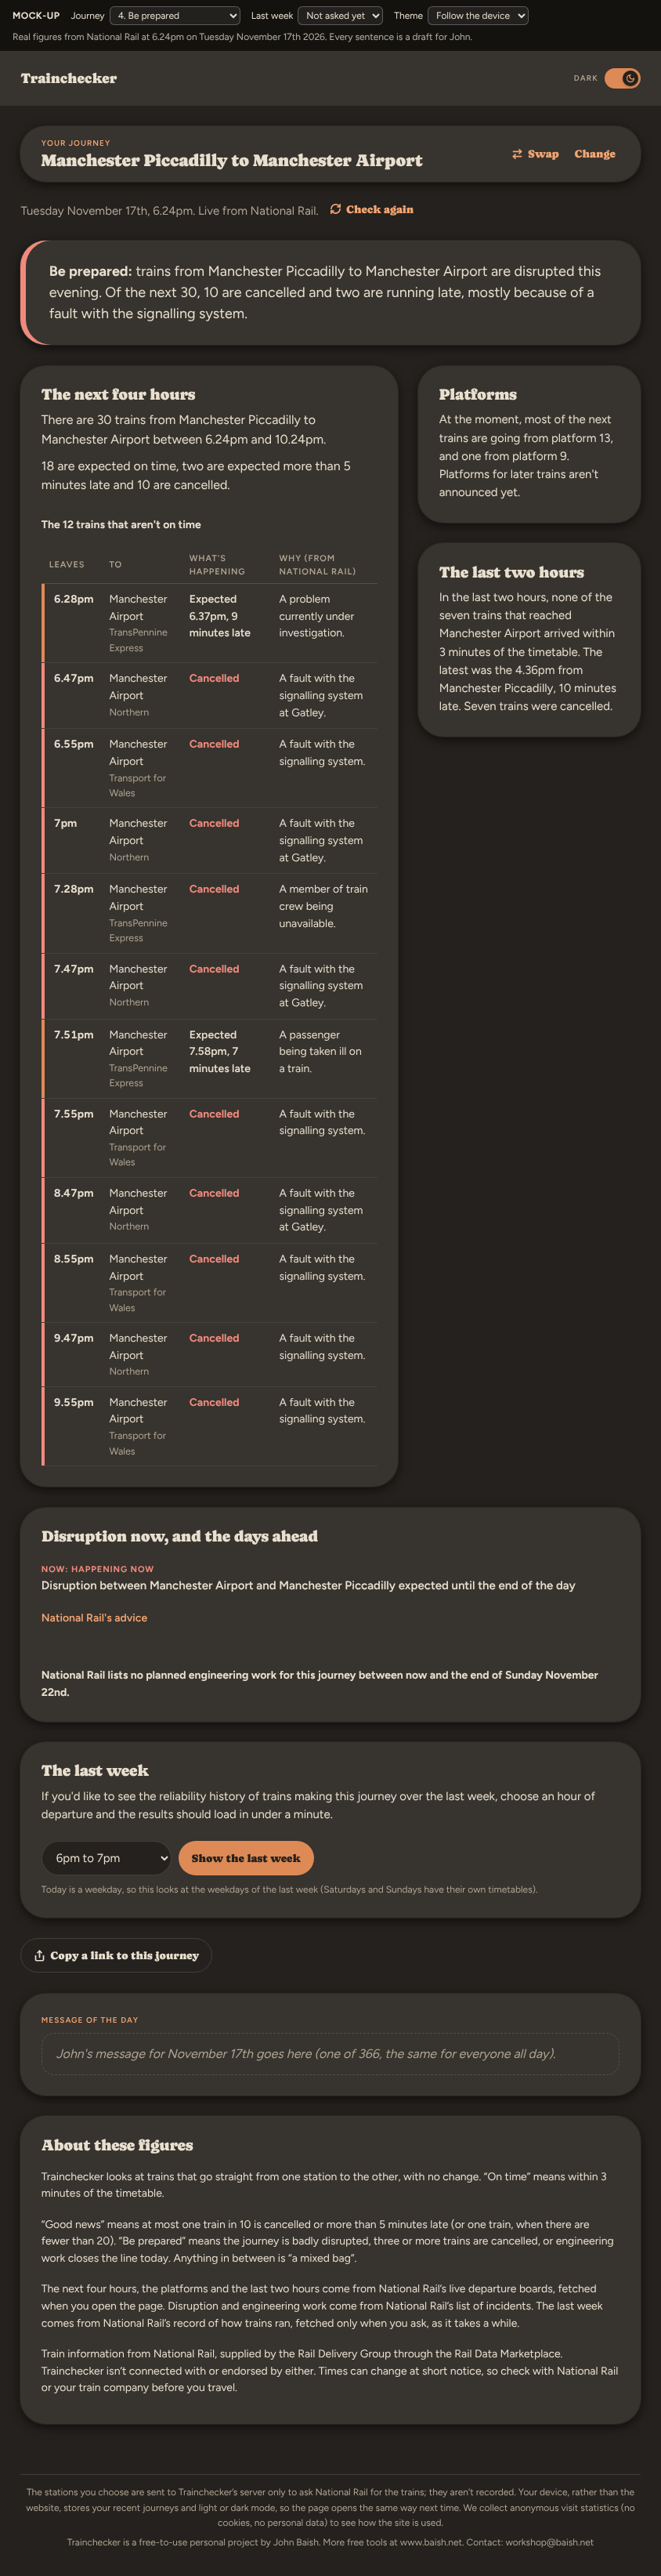 MOCK-UP Journey 4. Be prepared Last week Not asked yet Theme Follow the device
Real figures from National Rail at 6.24pm on Tuesday November 17th 2026. Every sentence is a draft for John.
Trainchecker
DARK
YOUR JOURNEY
Manchester Piccadilly to Manchester Airport
Swap Change
Tuesday November 17th, 6.24pm. Live from National Rail. Check again
Be prepared: trains from Manchester Piccadilly to Manchester Airport are disrupted this
evening. Of the next 30, 10 are cancelled and two are running late, mostly because of a
fault with the signalling system.
The next four hours
There are 30 trains from Manchester Piccadilly to
Manchester Airport between 6.24pm and 10.24pm.
18 are expected on time, two are expected more than 5
minutes late and 10 are cancelled.
The 12 trains that aren't on time
LEAVES TO WHAT'S HAPPENING WHY (FROM NATIONAL RAIL)
6.28pm Manchester Airport TransPennine Express Expected 6.37pm, 9 minutes late A problem currently under investigation.
6.47pm Manchester Airport Northern Cancelled A fault with the signalling system at Gatley.
6.55pm Manchester Airport Transport for Wales Cancelled A fault with the signalling system.
7pm Manchester Airport Northern Cancelled A fault with the signalling system at Gatley.
7.28pm Manchester Airport TransPennine Express Cancelled A member of train crew being unavailable.
7.47pm Manchester Airport Northern Cancelled A fault with the signalling system at Gatley.
7.51pm Manchester Airport TransPennine Express Expected 7.58pm, 7 minutes late A passenger being taken ill on a train.
7.55pm Manchester Airport Transport for Wales Cancelled A fault with the signalling system.
8.47pm Manchester Airport Northern Cancelled A fault with the signalling system at Gatley.
8.55pm Manchester Airport Transport for Wales Cancelled A fault with the signalling system.
9.47pm Manchester Airport Northern Cancelled A fault with the signalling system.
9.55pm Manchester Airport Transport for Wales Cancelled A fault with the signalling system.
Platforms
At the moment, most of the next
trains are going from platform 13,
and one from platform 9.
Platforms for later trains aren't
announced yet.
The last two hours
In the last two hours, none of the
seven trains that reached
Manchester Airport arrived within
3 minutes of the timetable. The
latest was the 4.36pm from
Manchester Piccadilly, 10 minutes
late. Seven trains were cancelled.
Disruption now, and the days ahead
NOW: HAPPENING NOW
Disruption between Manchester Airport and Manchester Piccadilly expected until the end of the day
National Rail's advice
National Rail lists no planned engineering work for this journey between now and the end of Sunday November
22nd.
The last week
If you'd like to see the reliability history of trains making this journey over the last week, choose an hour of
departure and the results should load in under a minute.
6pm to 7pm Show the last week
Today is a weekday, so this looks at the weekdays of the last week (Saturdays and Sundays have their own timetables).
Copy a link to this journey
MESSAGE OF THE DAY
John's message for November 17th goes here (one of 366, the same for everyone all day).
About these figures
Trainchecker looks at trains that go straight from one station to the other, with no change. “On time” means within 3
minutes of the timetable.
“Good news” means at most one train in 10 is cancelled or more than 5 minutes late (or one train, when there are
fewer than 20). “Be prepared” means the journey is badly disrupted, three or more trains are cancelled, or engineering
work closes the line today. Anything in between is “a mixed bag”.
The next four hours, the platforms and the last two hours come from National Rail’s live departure boards, fetched
when you open the page. Disruption and engineering work come from National Rail’s list of incidents. The last week
comes from National Rail’s record of how trains ran, fetched only when you ask, as it takes a while.
Train information from National Rail, supplied by the Rail Delivery Group through the Rail Data Marketplace.
Trainchecker isn’t connected with or endorsed by either. Times can change at short notice, so check with National Rail
or your train company before you travel.
The stations you choose are sent to Trainchecker's server only to ask National Rail for the trains; they aren't recorded. Your device, rather than the
website, stores your recent journeys and light or dark mode, so the page opens the same way next time. We collect anonymous visit statistics (no
cookies, no personal data) to see how the site is used.
Trainchecker is a free-to-use personal project by John Baish. More free tools at www.baish.net. Contact: workshop@baish.net